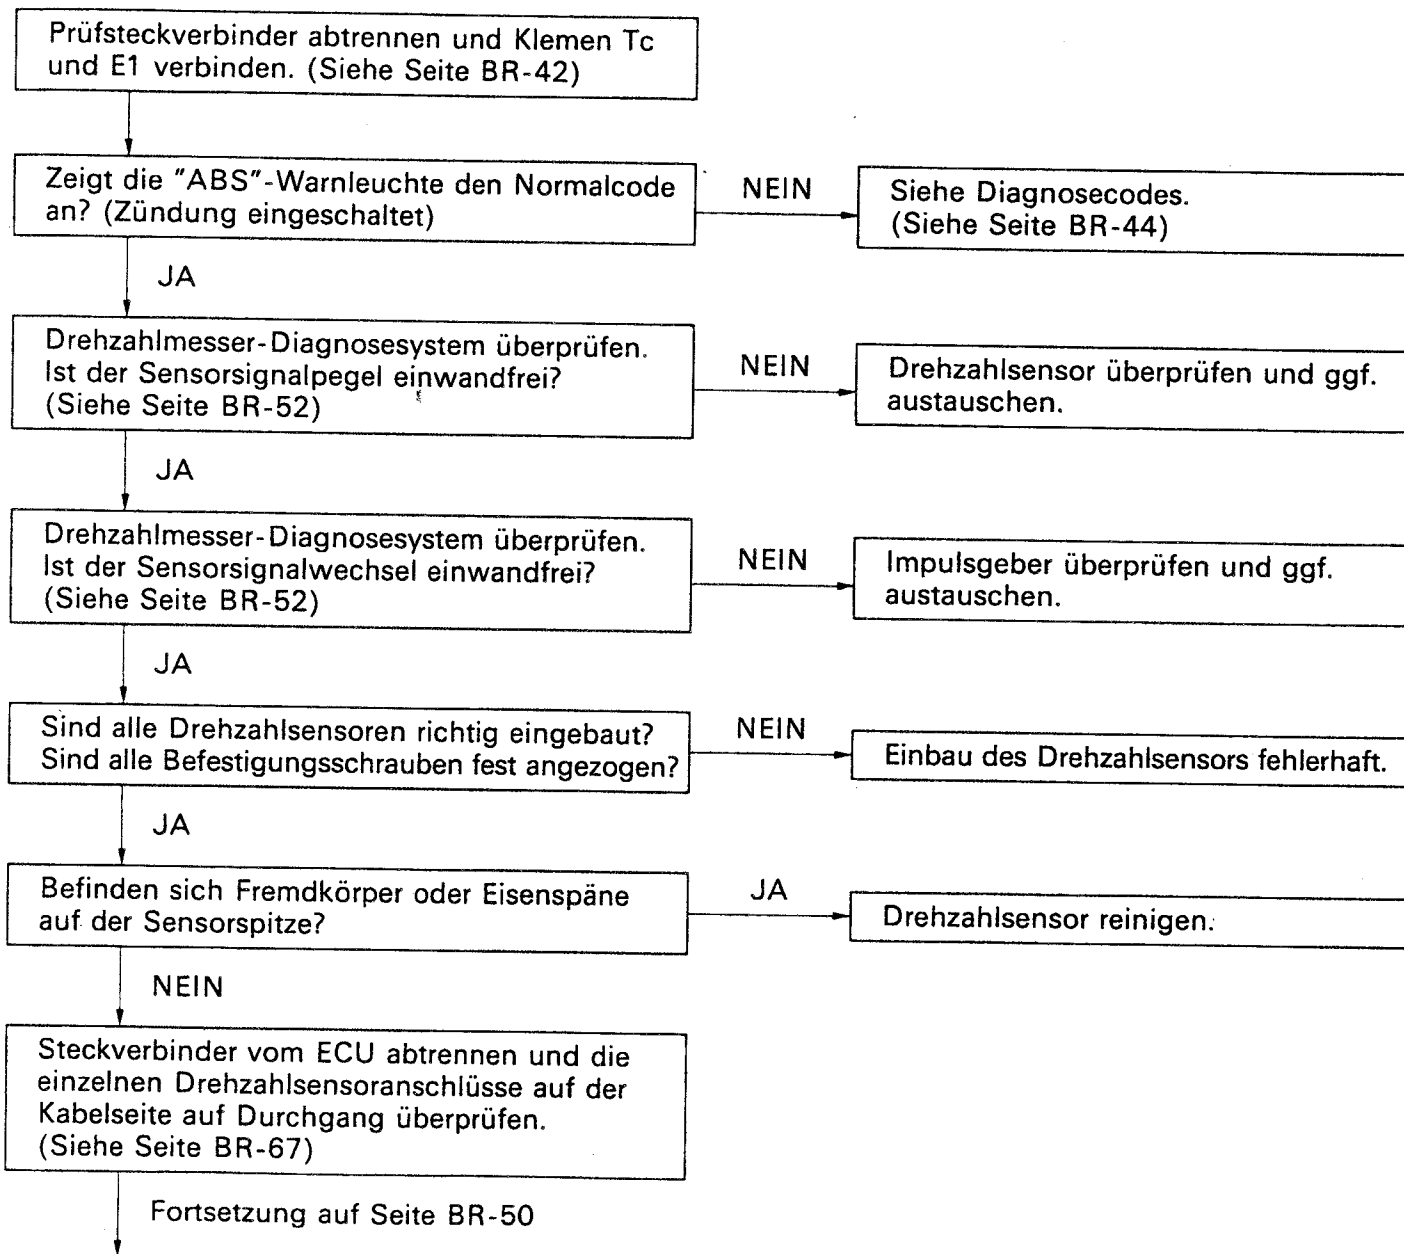 Prüfsteckverbinder abtrennen und Klemen Tc
und E1 verbinden. (Siehe Seite BR-42)
Zeigt die "ABS"-Warnleuchte den Normalcode
an? (Zündung eingeschaltet)
NEIN
Siehe Diagnosecodes.
(Siehe Seite BR-44)
JA
Drehzahlmesser-Diagnosesystem überprüfen.
Ist der Sensorsignalpegel einwandfrei?
(Siehe Seite BR-52)
NEIN
Drehzahlsensor überprüfen und ggf.
austauschen.
JA
Drehzahlmesser-Diagnosesystem überprüfen.
Ist der Sensorsignalwechsel einwandfrei?
(Siehe Seite BR-52)
NEIN
Impulsgeber überprüfen und ggf.
austauschen.
JA
Sind alle Drehzahlsensoren richtig eingebaut?
Sind alle Befestigungsschrauben fest angezogen?
NEIN
Einbau des Drehzahlsensors fehlerhaft.
JA
Befinden sich Fremdkörper oder Eisenspäne
auf der Sensorspitze?
JA
Drehzahlsensor reinigen.
NEIN
Steckverbinder vom ECU abtrennen und die
einzelnen Drehzahlsensoranschlüsse auf der
Kabelseite auf Durchgang überprüfen.
(Siehe Seite BR-67)
Fortsetzung auf Seite BR-50